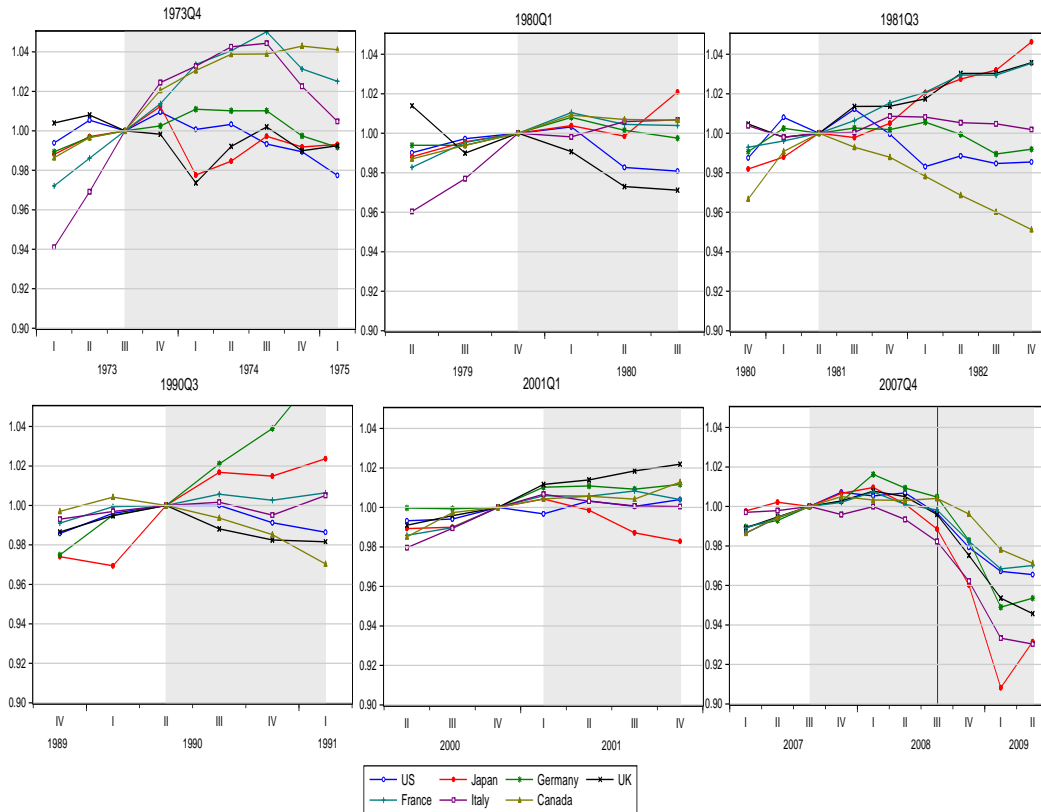 1973Q4
1980Q1
1981Q3
1.04 1.04 1.04
1.02 1.02 1.02
1.00 1.00 1.00
0.98 0.98 0.98
0.96 0.96 0.96
0.94 0.94 0.94
0.92 0.92 0.92
0.90 0.90 0.90
I II III IV I II III IV I
1973 1974 1975
II III IV I II III
1979 1980
IV I II III IV I II III IV
1980 1981 1982
1990Q3
2001Q1
2007Q4
1.04 1.04 1.04
1.02 1.02 1.02
1.00 1.00 1.00
0.98 0.98 0.98
0.96 0.96 0.96
0.94 0.94 0.94
0.92 0.92 0.92
0.90 0.90 0.90
IV I II III IV I
1989 1990 1991
II III IV I II III IV
2000 2001
I II III IV I II III IV I II
2007 2008 2009
US Japan Germany UK
France Italy Canada